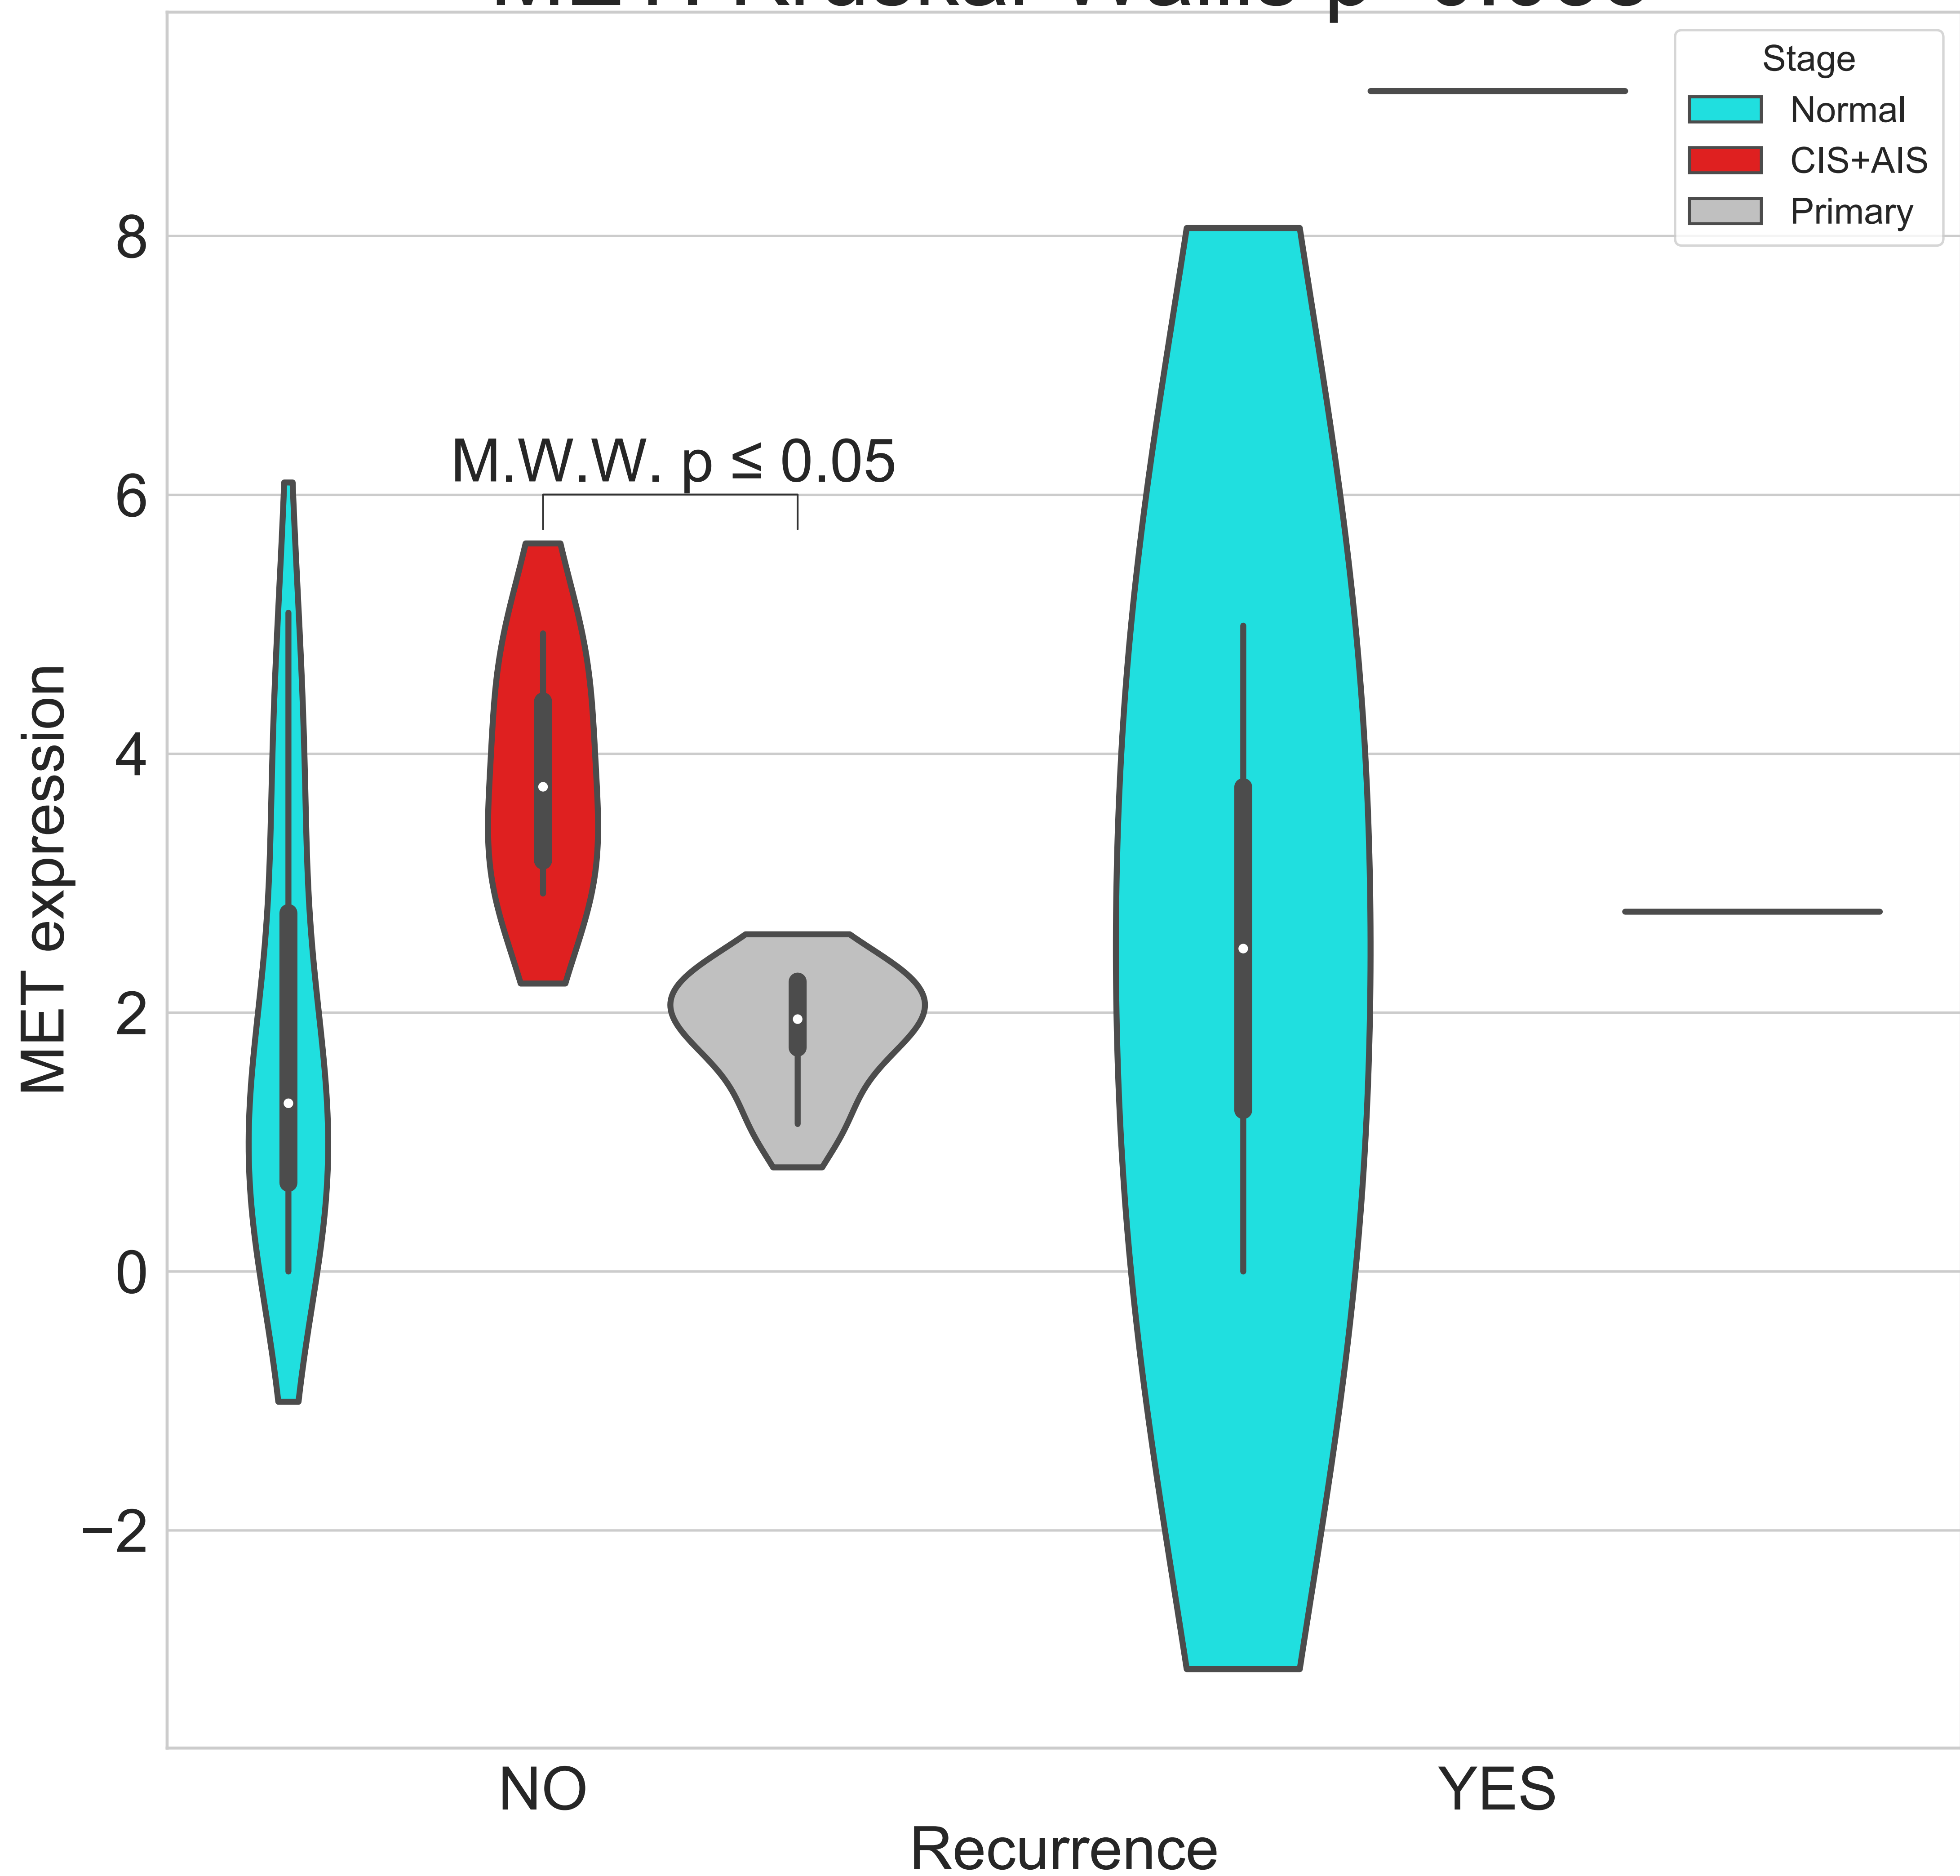 Stage
Normal
CIS+AIS
Primary
8
M.W.W. p ≤ 0.05
6
4
2
0
−2
MET expression
NO
YES
Recurrence